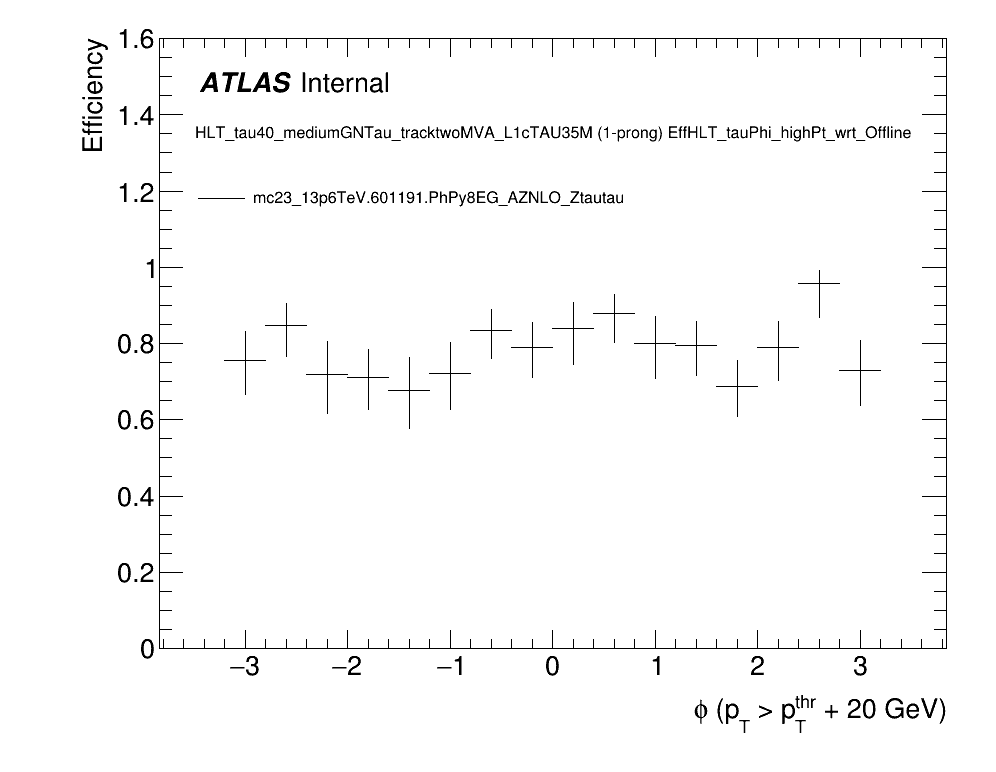 Efficiency
1.6
1.4
1.2
1
0.8
0.6
0.4
0.2
0
ATLAS Internal
HLT_tau40_mediumGNTau_tracktwoMVA_L1cTAU35M (1-prong) EffHLT_tauPhi_highPt_wrt_Offline
mc23_13p6TeV.601191.PhPy8EG_AZNLO_Ztautau
−3 −2 −1 0 1 2 3
ϕ (p_T > p_T^thr + 20 GeV)